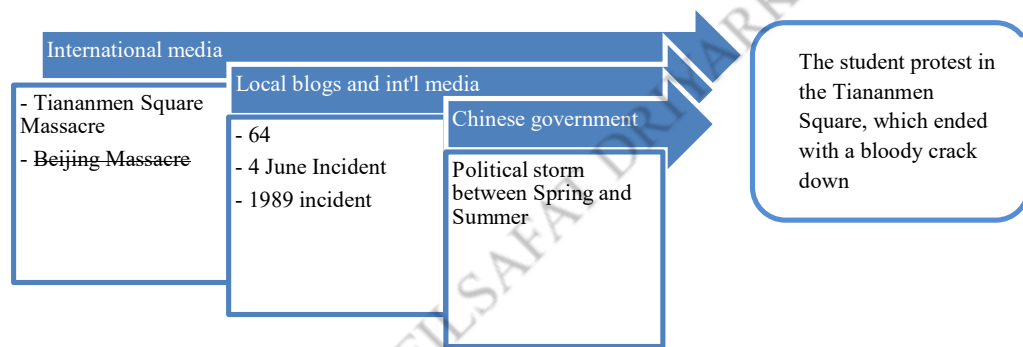 International media
- Tiananmen Square
Massacre
- Beijing Massacre
Local blogs and int'l media
- 64
- 4 June Incident
- 1989 incident
Chinese government
Political storm
between Spring and
Summer
The student protest in
the Tiananmen
Square, which ended
with a bloody crack
down
FILSAFAT DRIYARK